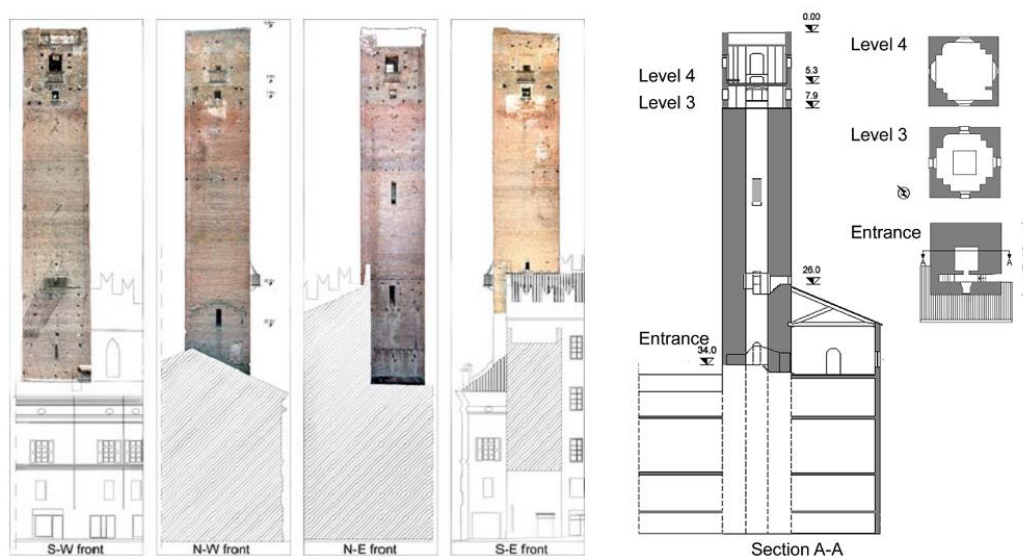 S-W front
N-W front
N-E front
S-E front
0.00
Level 4
5.3
Level 3
7.9
26.0
Entrance
34.0
Section A-A
Level 4
Level 3
Entrance
A
A